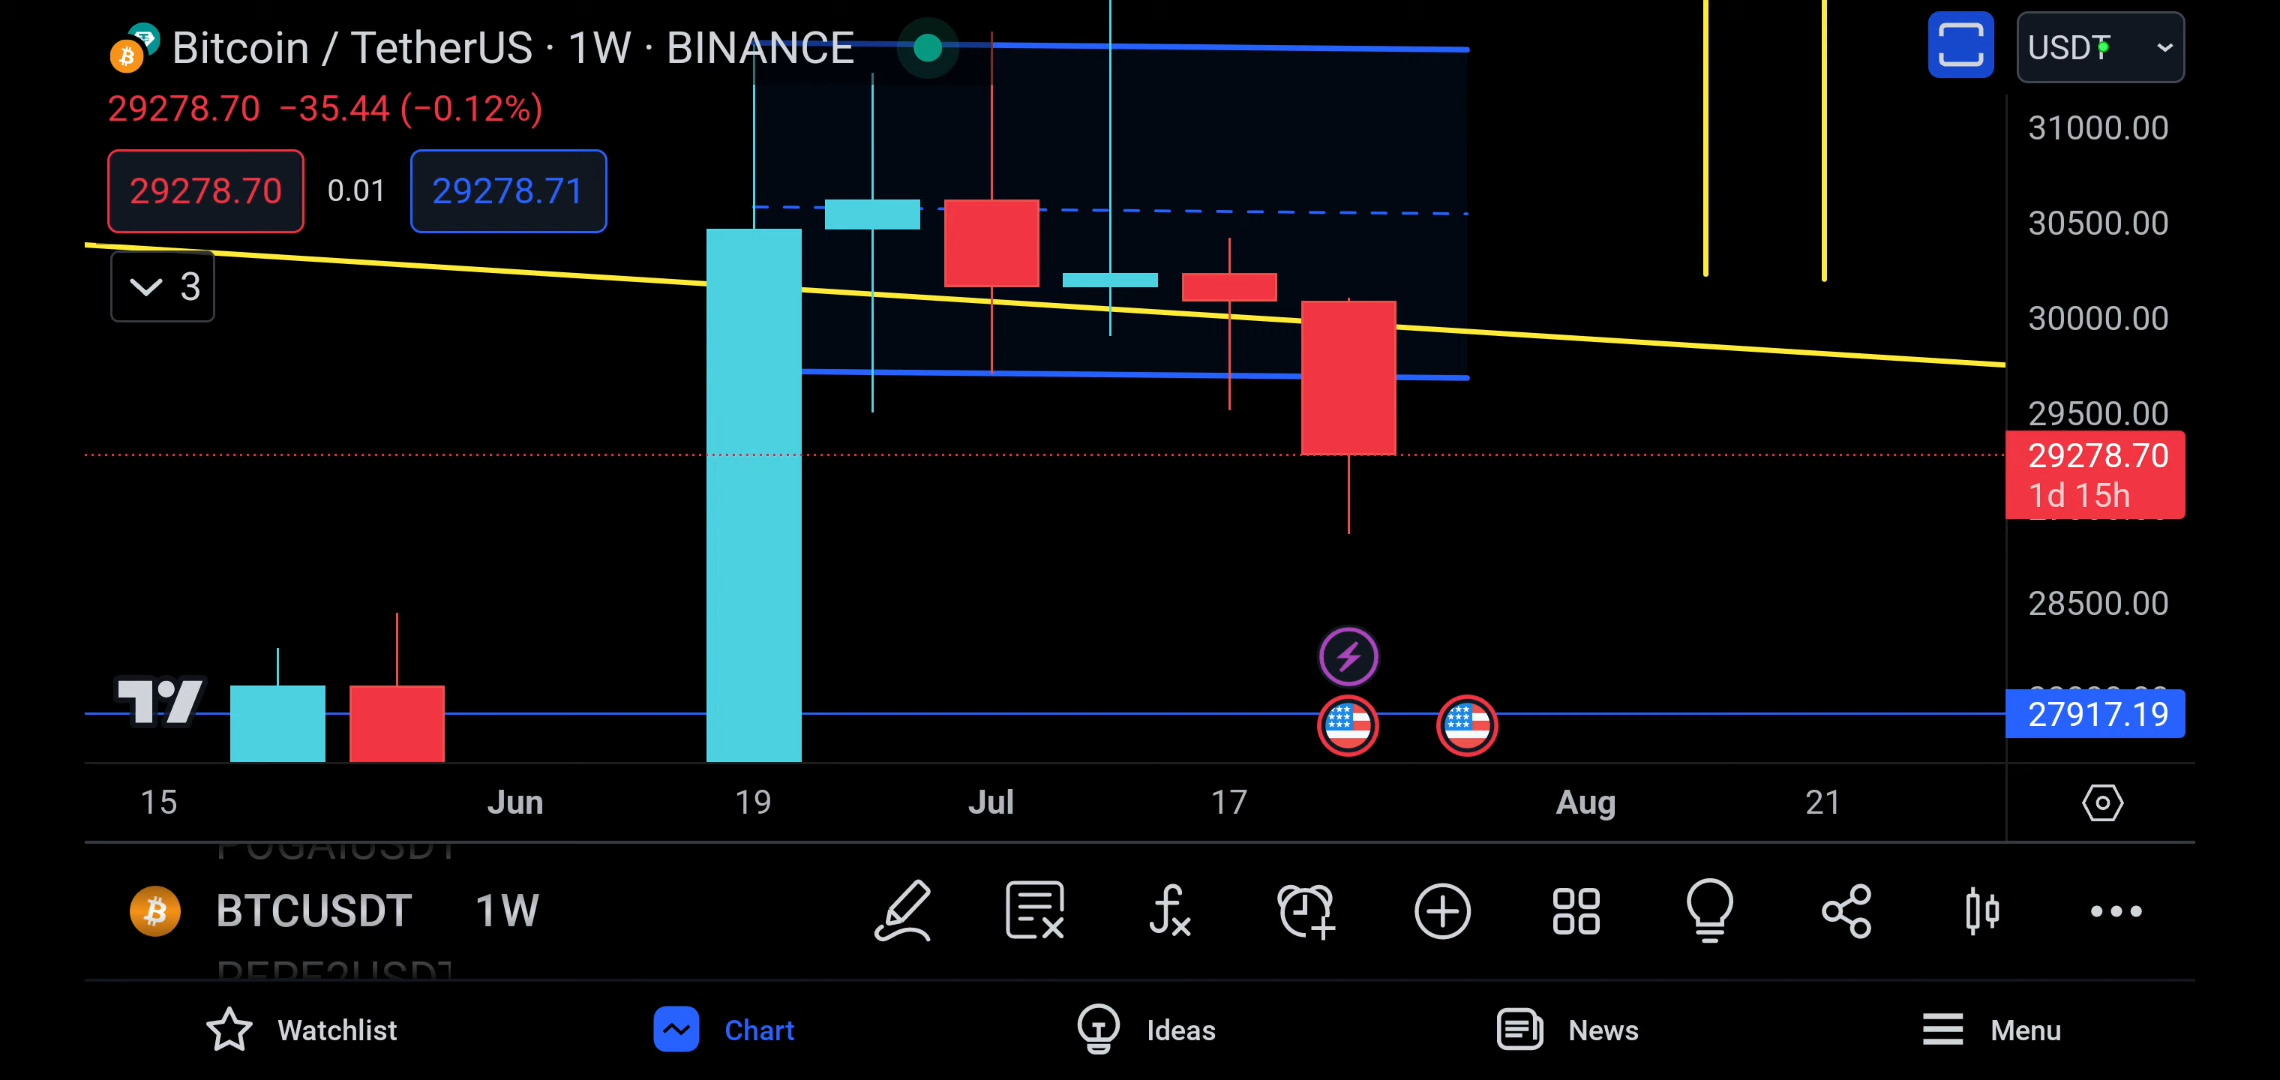 Bitcoin / TetherUS · 1W · BINANCE
USDT
29278.70 −35.44 (−0.12%)
29278.70 0.01 29278.71
3
31000.00
30500.00
30000.00
29500.00
29278.70
1d 15h
28500.00
27917.19
15 Jun 19 Jul 17 Aug 21
BTCUSDT 1W
Watchlist Chart Ideas News Menu